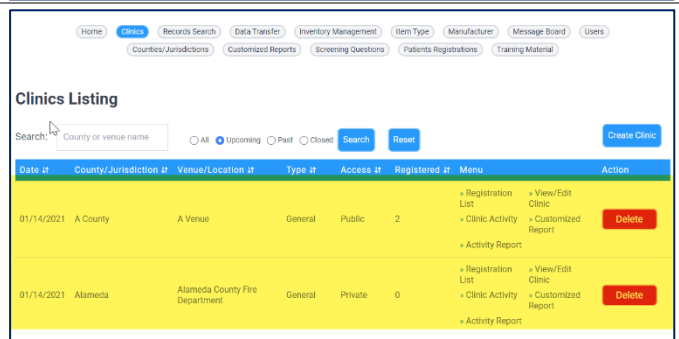 Home Clinics Records Search Data Transfer Inventory Management Item Type Manufacturer Message Board Users
Counties/Jurisdictions Customized Reports Screening Questions Patients Registrations Training Material
Clinics Listing
Search: County or venue name All Upcoming Past Closed Search Reset Create Clinic
Date County/Jurisdiction Venue/Location Type Access Registered Menu Action
» Registration List » View/Edit Clinic
01/14/2021 A County A Venue General Public 2 » Clinic Activity » Customized Report Delete
» Activity Report
» Registration List » View/Edit Clinic
01/14/2021 Alameda Alameda County Fire Department General Private 0 » Clinic Activity » Customized Report Delete
» Activity Report